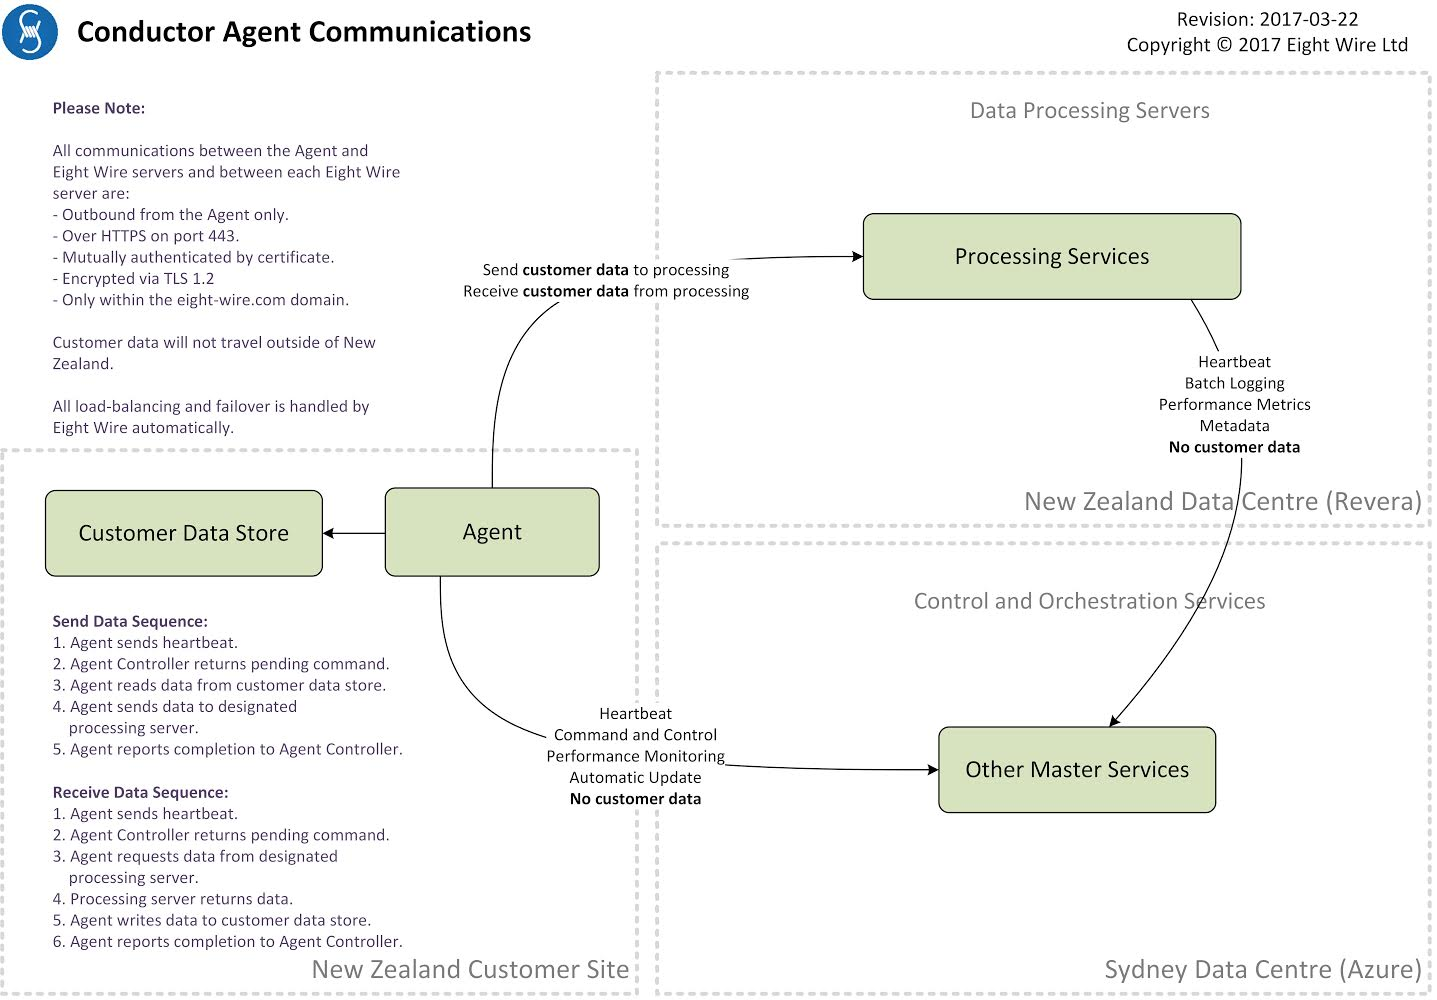 Conductor Agent Communications
Revision: 2017-03-22
Copyright © 2017 Eight Wire Ltd
Please Note:
All communications between the Agent and
Eight Wire servers and between each Eight Wire
server are:
- Outbound from the Agent only.
- Over HTTPS on port 443.
- Mutually authenticated by certificate.
- Encrypted via TLS 1.2
- Only within the eight-wire.com domain.
Customer data will not travel outside of New
Zealand.
All load-balancing and failover is handled by
Eight Wire automatically.
Data Processing Servers
Processing Services
Send customer data to processing
Receive customer data from processing
Heartbeat
Batch Logging
Performance Metrics
Metadata
No customer data
New Zealand Data Centre (Revera)
Customer Data Store
Agent
Send Data Sequence:
1. Agent sends heartbeat.
2. Agent Controller returns pending command.
3. Agent reads data from customer data store.
4. Agent sends data to designated
processing server.
5. Agent reports completion to Agent Controller.
Receive Data Sequence:
1. Agent sends heartbeat.
2. Agent Controller returns pending command.
3. Agent requests data from designated
processing server.
4. Processing server returns data.
5. Agent writes data to customer data store.
6. Agent reports completion to Agent Controller.
New Zealand Customer Site
Heartbeat
Command and Control
Performance Monitoring
Automatic Update
No customer data
Control and Orchestration Services
Other Master Services
Sydney Data Centre (Azure)